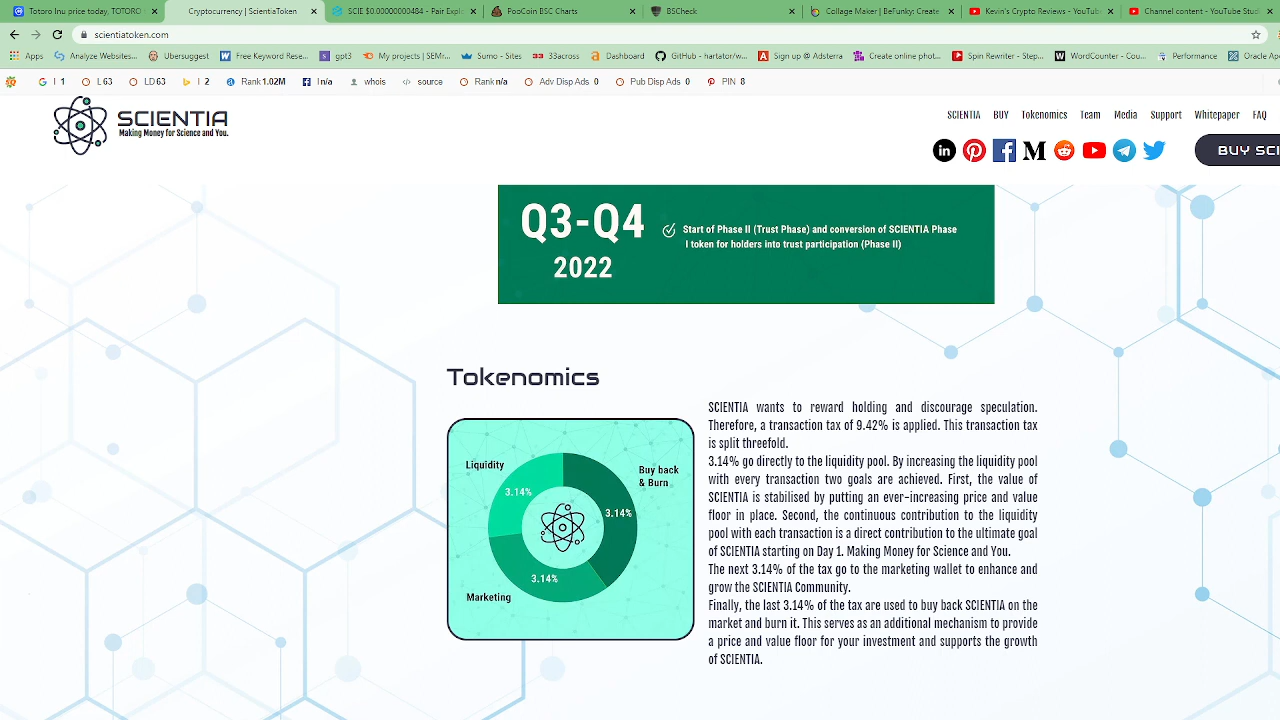 Totoro Inu price today, TOTORO
Cryptocurrency | ScientiaToken
SCIE $0.00000000484 - Pair Expl
PooCoin BSC Charts
BSCheck
Collage Maker | BeFunky: Create
Kevin's Crypto Reviews - YouTub
Channel content - YouTube Stud
scientiatoken.com
Apps
Analyze Websites...
Ubersuggest
Free Keyword Rese...
gpt3
My projects | SEMr...
Sumo - Sites
33across
Dashboard
GitHub - hartator/w...
Sign up @ Adsterra
Create online phot...
Spin Rewriter - Step...
WordCounter - Cou...
Performance
Oracle Ap
I 1
L 63
LD 63
I 2
Rank 1.02M
I n/a
whois
source
Rank n/a
Adv Disp Ads 0
Pub Disp Ads 0
PIN 8
SCIENTIA
Making Money for Science and You.
SCIENTIA
BUY
Tokenomics
Team
Media
Support
Whitepaper
FAQ
BUY SCI
Q3-Q4
2022
Start of Phase II (Trust Phase) and conversion of SCIENTIA Phase
I token for holders into trust participation (Phase II)
Tokenomics
Liquidity
Buy back
& Burn
3.14%
3.14%
3.14%
Marketing
SCIENTIA wants to reward holding and discourage speculation.
Therefore, a transaction tax of 9.42% is applied. This transaction tax
is split threefold.
3.14% go directly to the liquidity pool. By increasing the liquidity pool
with every transaction two goals are achieved. First, the value of
SCIENTIA is stabilised by putting an ever-increasing price and value
floor in place. Second, the continuous contribution to the liquidity
pool with each transaction is a direct contribution to the ultimate goal
of SCIENTIA starting on Day 1. Making Money for Science and You.
The next 3.14% of the tax go to the marketing wallet to enhance and
grow the SCIENTIA Community.
Finally, the last 3.14% of the tax are used to buy back SCIENTIA on the
market and burn it. This serves as an additional mechanism to provide
a price and value floor for your investment and supports the growth
of SCIENTIA.